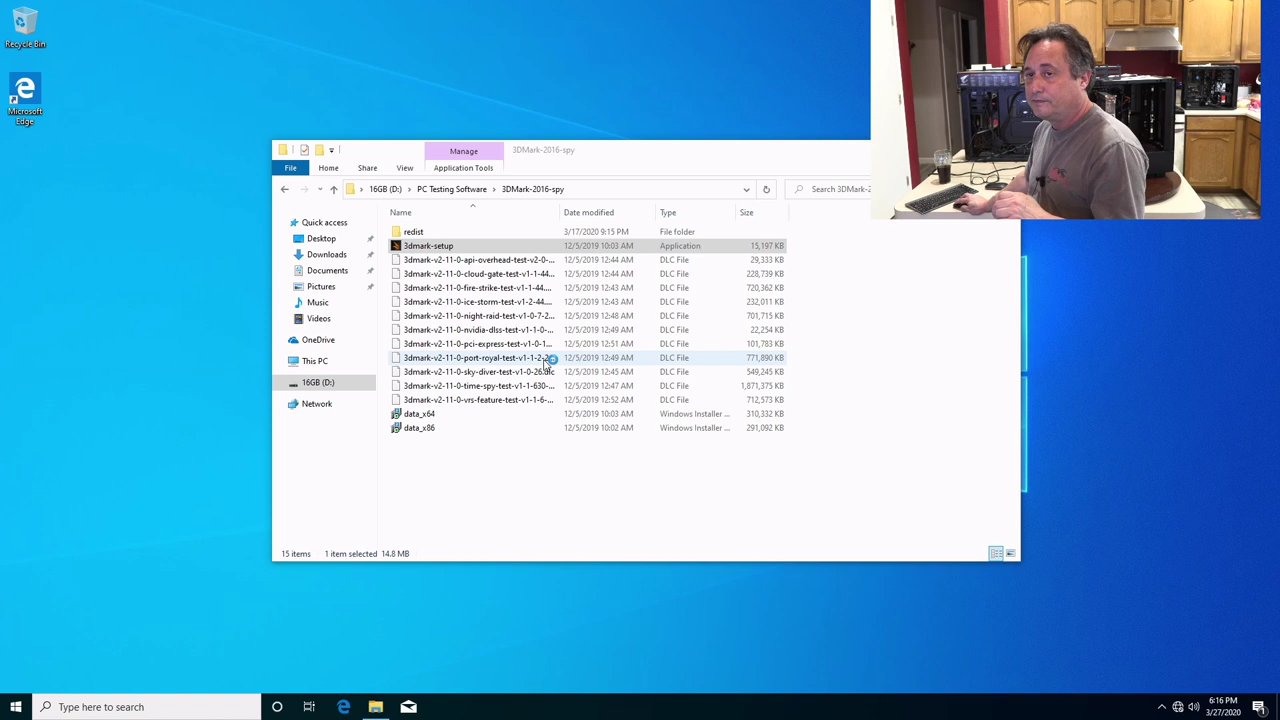 Recycle Bin
Microsoft
Edge
Manage
3DMark-2016-spy
File
Home
Share
View
Application Tools
16GB (D:)
PC Testing Software
3DMark-2016-spy
Search 3DMark-2
Name
Date modified
Type
Size
Quick access
Desktop
Downloads
Documents
Pictures
Music
Videos
OneDrive
This PC
16GB (D:)
Network
redist 3/17/2020 9:15 PM File folder
3dmark-setup 12/5/2019 10:03 AM Application 15,197 KB
3dmark-v2-11-0-api-overhead-test-v2-0-... 12/5/2019 12:44 AM DLC File 29,333 KB
3dmark-v2-11-0-cloud-gate-test-v1-1-44... 12/5/2019 12:44 AM DLC File 228,739 KB
3dmark-v2-11-0-fire-strike-test-v1-1-44.... 12/5/2019 12:43 AM DLC File 720,362 KB
3dmark-v2-11-0-ice-storm-test-v1-2-44.... 12/5/2019 12:43 AM DLC File 232,011 KB
3dmark-v2-11-0-night-raid-test-v1-0-7-2... 12/5/2019 12:48 AM DLC File 701,715 KB
3dmark-v2-11-0-nvidia-dlss-test-v1-1-0-... 12/5/2019 12:49 AM DLC File 22,254 KB
3dmark-v2-11-0-pci-express-test-v1-0-1... 12/5/2019 12:51 AM DLC File 101,783 KB
3dmark-v2-11-0-port-royal-test-v1-1-2-2 12/5/2019 12:49 AM DLC File 771,890 KB
3dmark-v2-11-0-sky-diver-test-v1-0-26.dlc 12/5/2019 12:45 AM DLC File 549,245 KB
3dmark-v2-11-0-time-spy-test-v1-1-630-... 12/5/2019 12:47 AM DLC File 1,871,375 KB
3dmark-v2-11-0-vrs-feature-test-v1-1-6-... 12/5/2019 12:52 AM DLC File 712,573 KB
data_x64 12/5/2019 10:03 AM Windows Installer ... 310,332 KB
data_x86 12/5/2019 10:02 AM Windows Installer ... 291,092 KB
15 items
1 item selected 14.8 MB
Type here to search
6:16 PM
3/27/2020
1